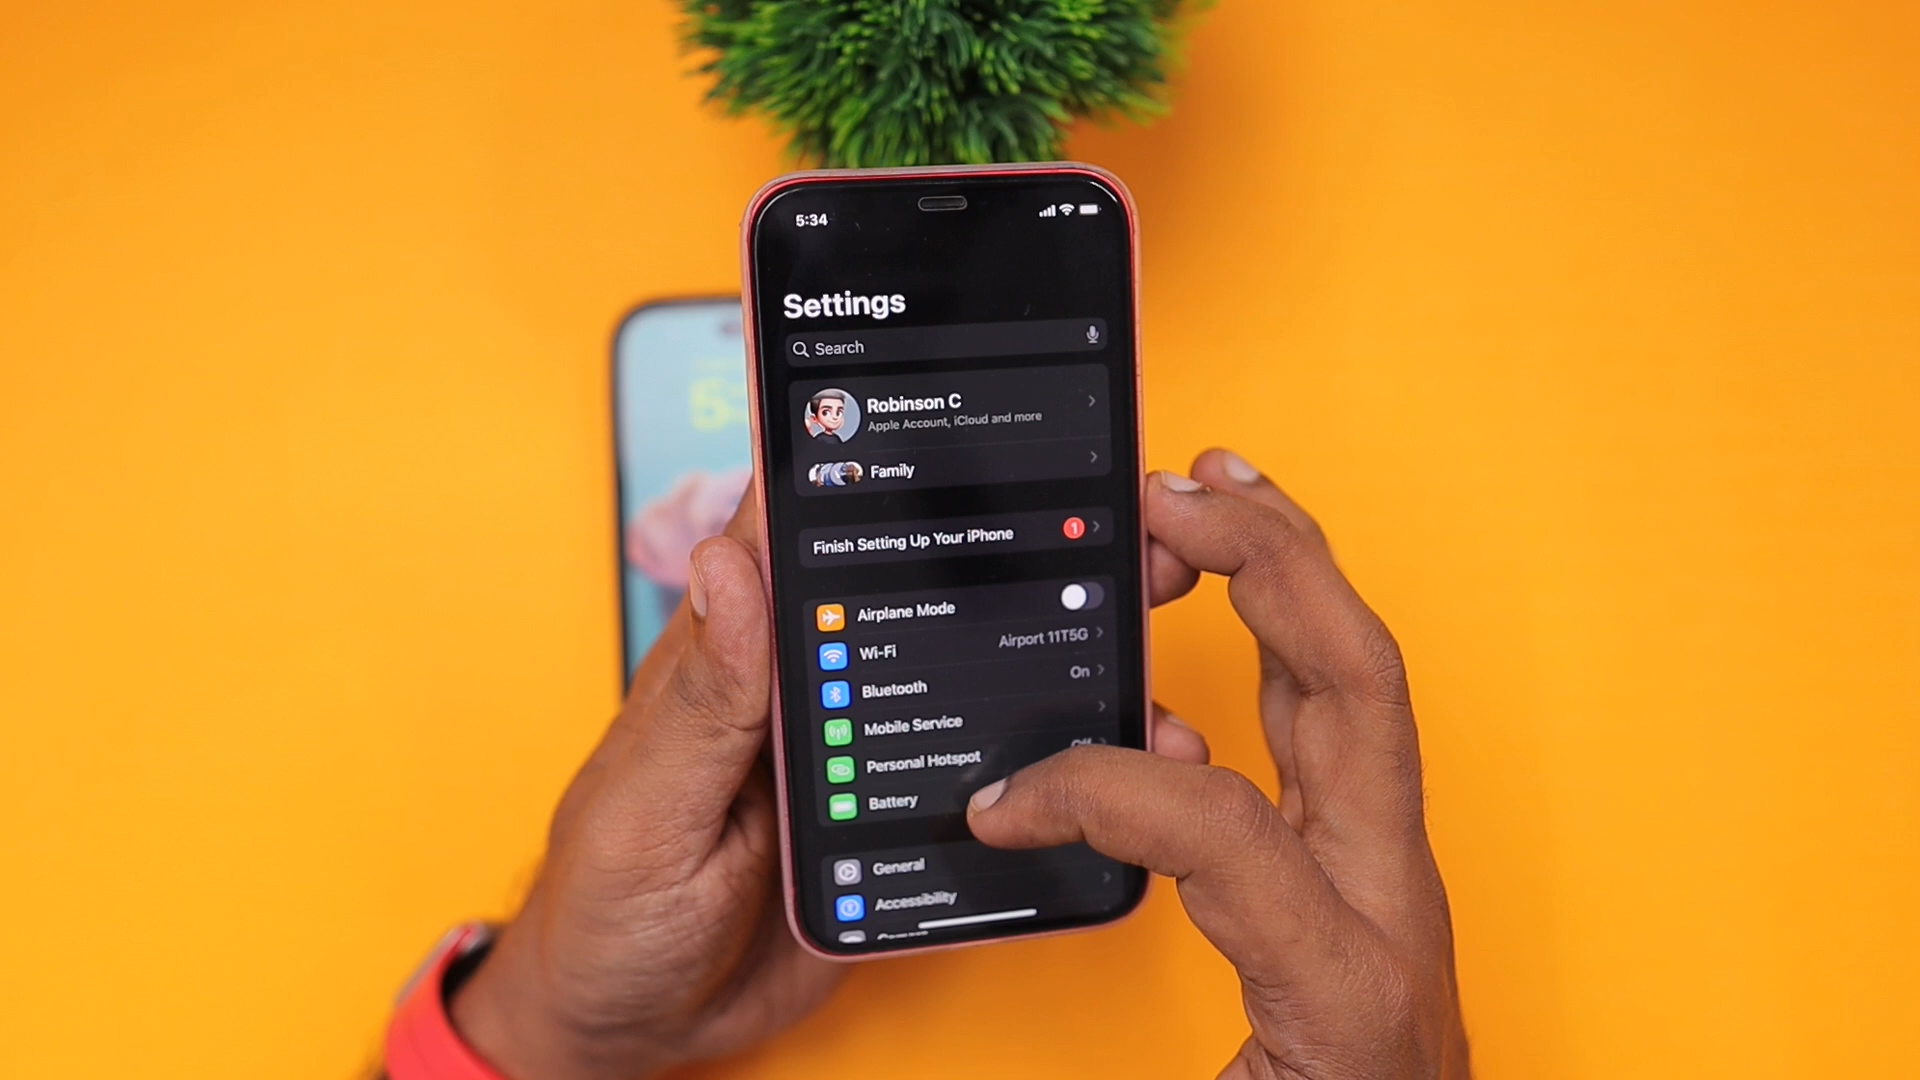 5:34
Settings
Search
Robinson C
Apple Account, iCloud and more
Family
Finish Setting Up Your iPhone 1
Airplane Mode
Wi-Fi Airport 11T5G
Bluetooth On
Mobile Service
Personal Hotspot Off
Battery
General
Accessibility